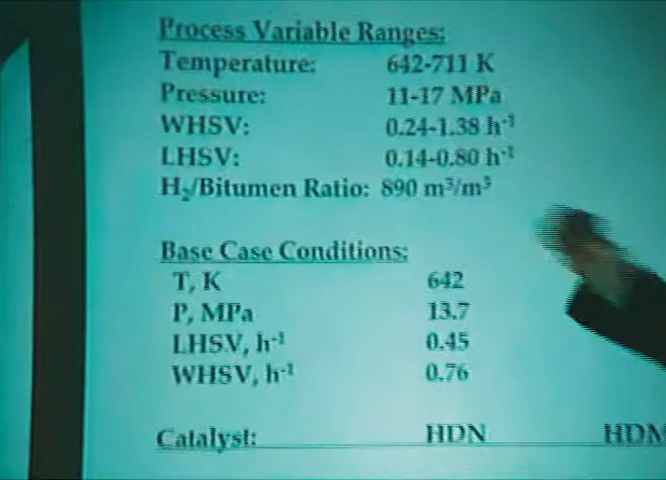 Process Variable Ranges:
Temperature: 642-711 K
Pressure: 11-17 MPa
WHSV: 0.24-1.38 h⁻¹
LHSV: 0.14-0.80 h⁻¹
H₂/Bitumen Ratio: 890 m³/m³
Base Case Conditions:
T, K 642
P, MPa 13.7
LHSV, h⁻¹ 0.45
WHSV, h⁻¹ 0.76
Catalyst: HDN HDM